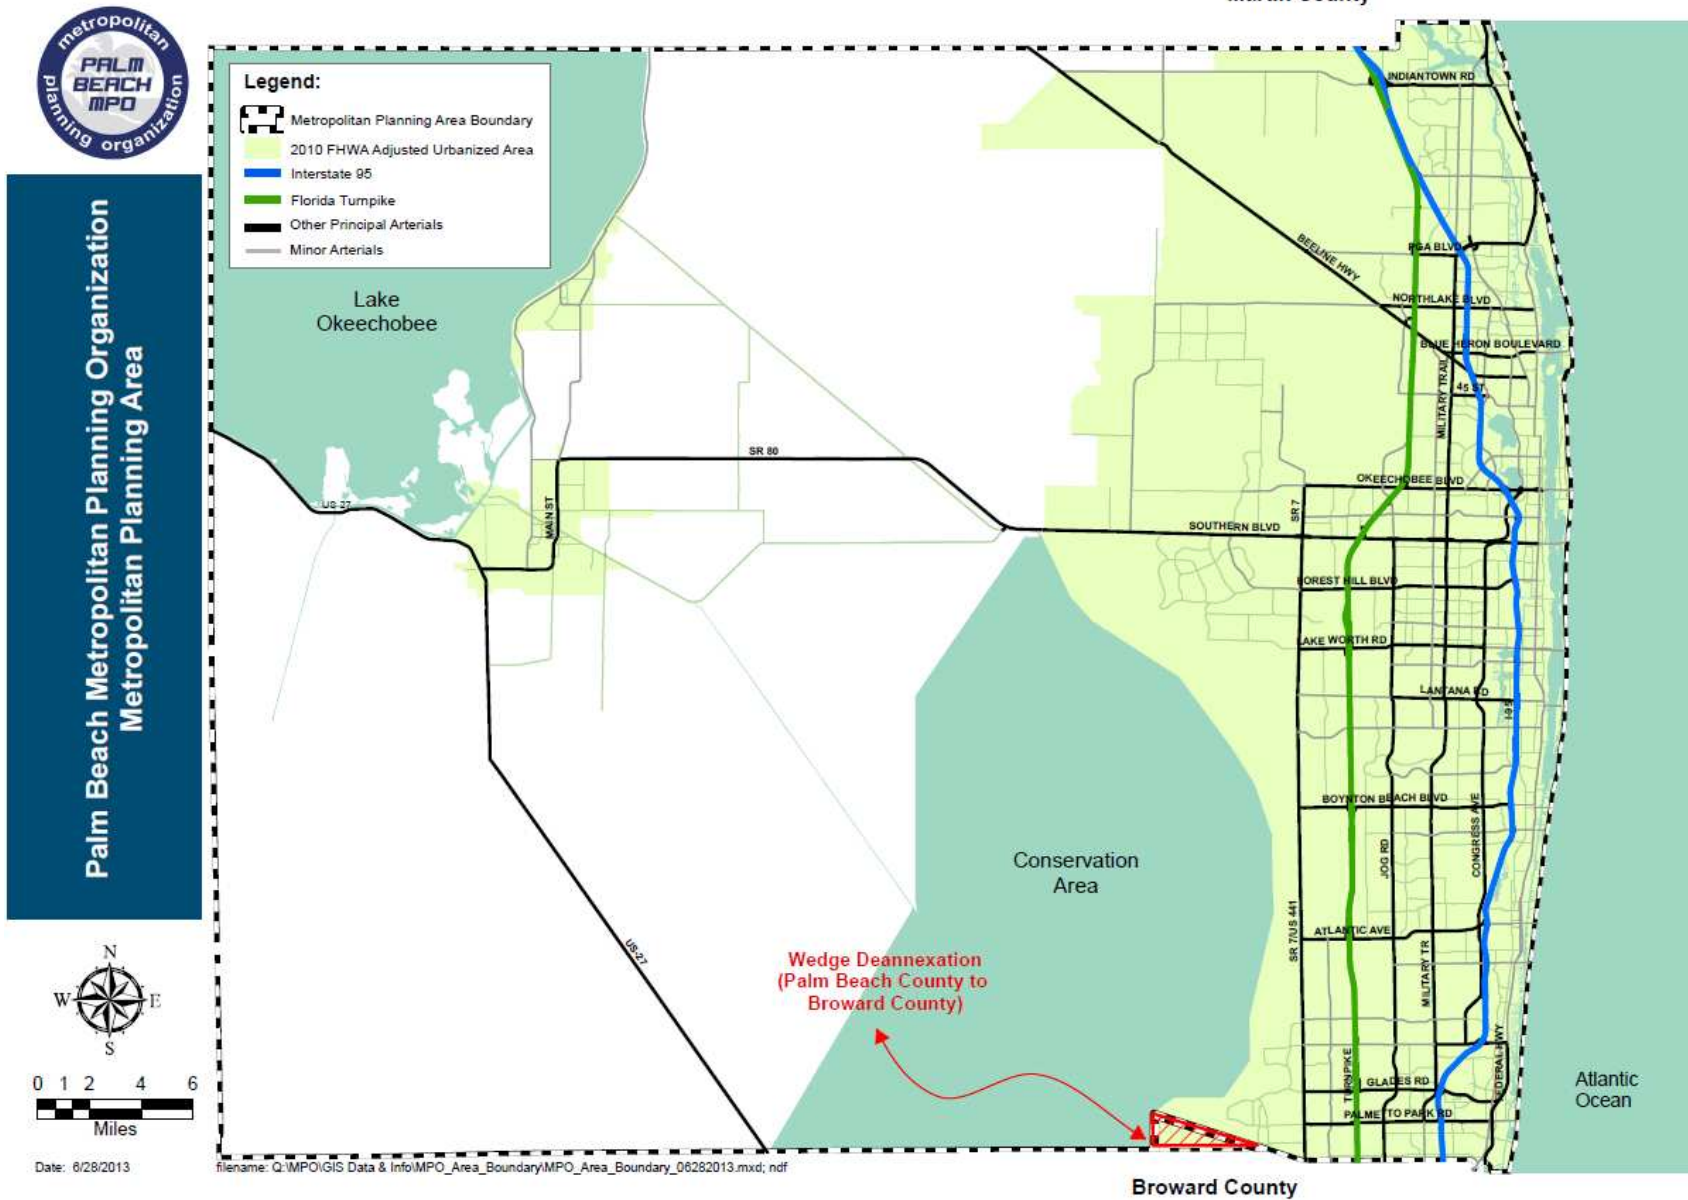 Martin County
metropolitan
planning organization
PALM
BEACH
MPO
Palm Beach Metropolitan Planning Organization
Metropolitan Planning Area
Legend:
Metropolitan Planning Area Boundary
2010 FHWA Adjusted Urbanized Area
Interstate 95
Florida Turnpike
Other Principal Arterials
Minor Arterials
Lake
Okeechobee
INDIANTOWN RD
BEELINE HWY
PGA BLVD
NORTHLAKE BLVD
BLUE HERON BOULEVARD
MILITARY TRAIL
45 ST
SR 80
OKEECHOBEE BLVD
US 27
MAIN ST
SR 7
SOUTHERN BLVD
FOREST HILL BLVD
LAKE WORTH RD
LANTANA RD
I-95
BOYNTON BEACH BLVD
CONGRESS AVE
JOG RD
Conservation
Area
SR 7/US 441
ATLANTIC AVE
US-27
MILITARY TR
Wedge Deannexation
(Palm Beach County to
Broward County)
N
W
E
S
0 1 2 4 6
Miles
TURNPIKE
FEDERAL HWY
GLADES RD
PALMETTO PARK RD
Atlantic
Ocean
Date: 6/28/2013
filename: Q:\MPO\GIS Data & Info\MPO_Area_Boundary\MPO_Area_Boundary_06282013.mxd; ndf
Broward County